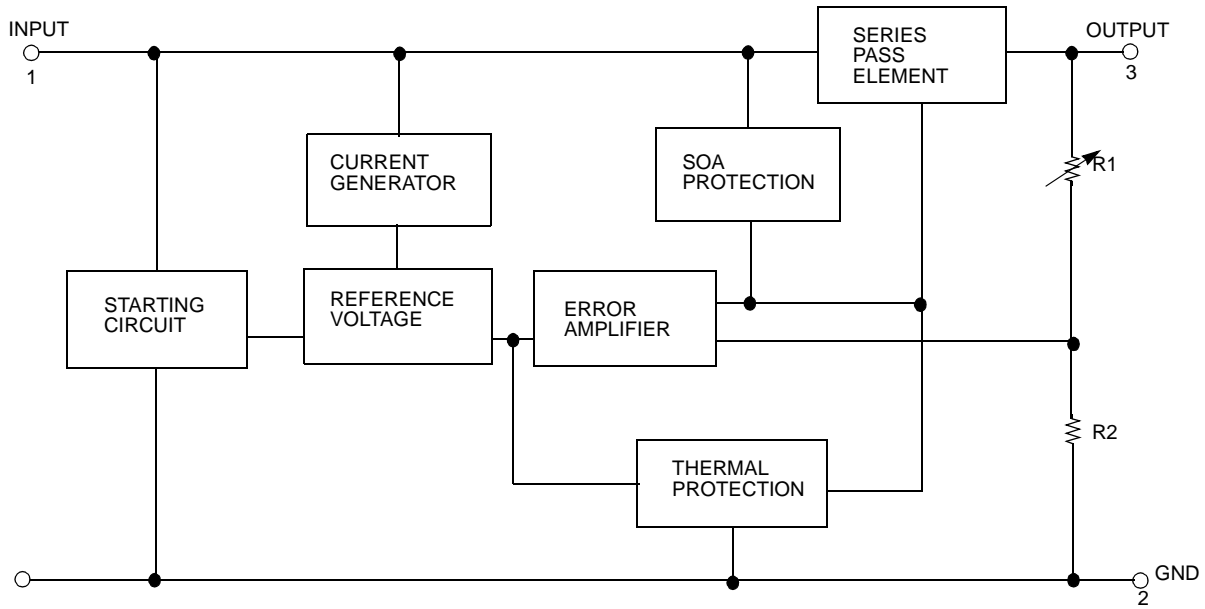 INPUT
1
SERIES
PASS
ELEMENT
OUTPUT
3
CURRENT
GENERATOR
SOA
PROTECTION
R1
STARTING
CIRCUIT
REFERENCE
VOLTAGE
ERROR
AMPLIFIER
R2
THERMAL
PROTECTION
GND
2